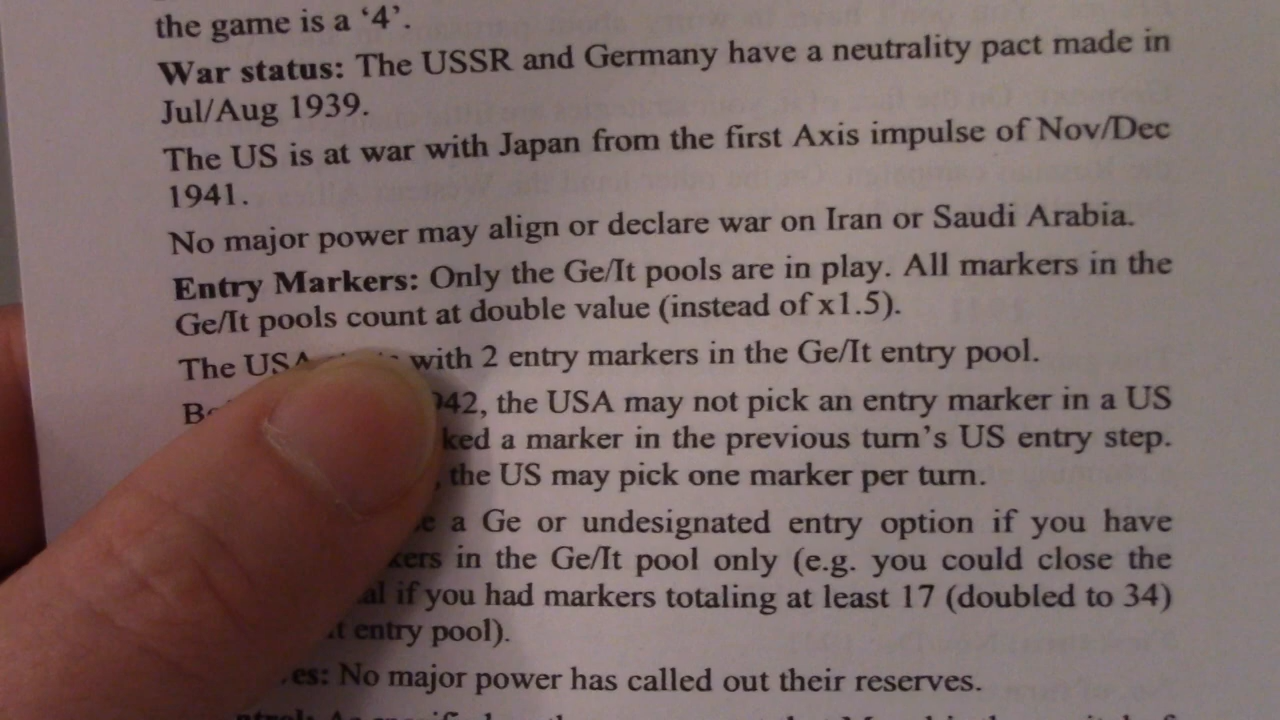 the game is a ‘4’.
War status: The USSR and Germany have a neutrality pact made in
Jul/Aug 1939.
The US is at war with Japan from the first Axis impulse of Nov/Dec
1941.
No major power may align or declare war on Iran or Saudi Arabia.
Entry Markers: Only the Ge/It pools are in play. All markers in the
Ge/It pools count at double value (instead of x1.5).
The USA with 2 entry markers in the Ge/It entry pool.
42, the USA may not pick an entry marker in a US
ked a marker in the previous turn’s US entry step.
, the US may pick one marker per turn.
a Ge or undesignated entry option if you have
kers in the Ge/It pool only (e.g. you could close the
al if you had markers totaling at least 17 (doubled to 34)
entry pool).
es: No major power has called out their reserves.